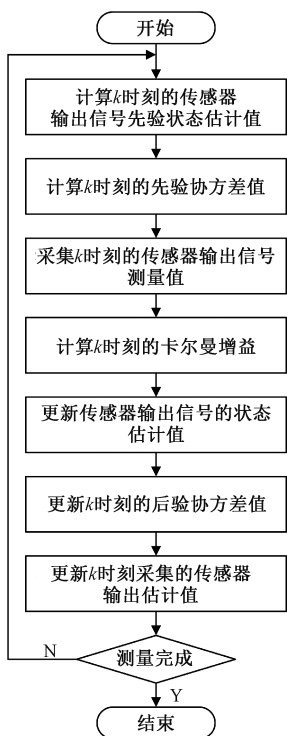 开始
计算k时刻的传感器
输出信号先验状态估计值
计算k时刻的先验协方差值
采集k时刻的传感器输出信号
测量值
计算k时刻的卡尔曼增益
更新传感器输出信号的状态
估计值
更新k时刻的后验协方差值
更新k时刻采集的传感器
输出估计值
N
测量完成
Y
结束